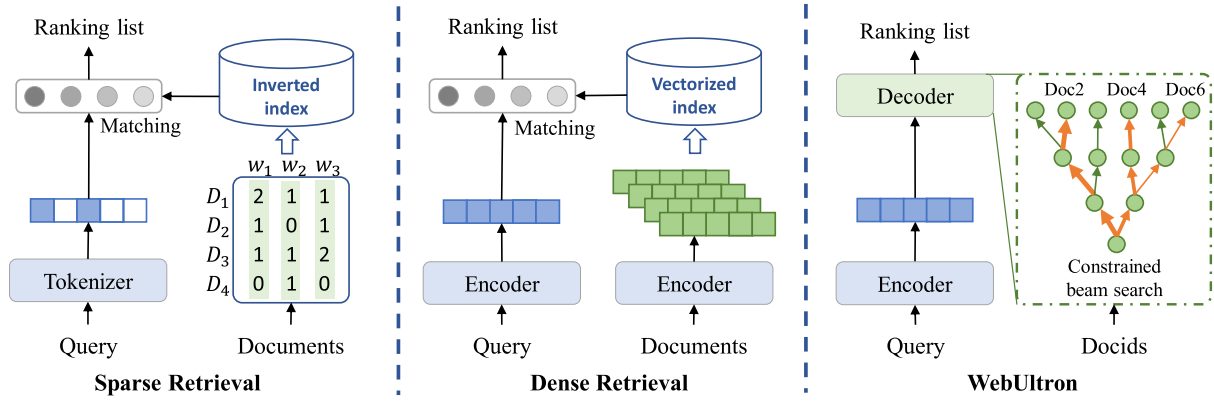 Ranking list
Inverted
index
Matching
w₁ w₂ w₃
D₁ 2 1 1
D₂ 1 0 1
D₃ 1 1 2
D₄ 0 1 0
Tokenizer
Query
Documents
Sparse Retrieval
Ranking list
Vectorized
index
Matching
Encoder
Encoder
Query
Documents
Dense Retrieval
Ranking list
Decoder
Doc2 Doc4 Doc6
Encoder
Constrained
beam search
Query
Docids
WebUltron